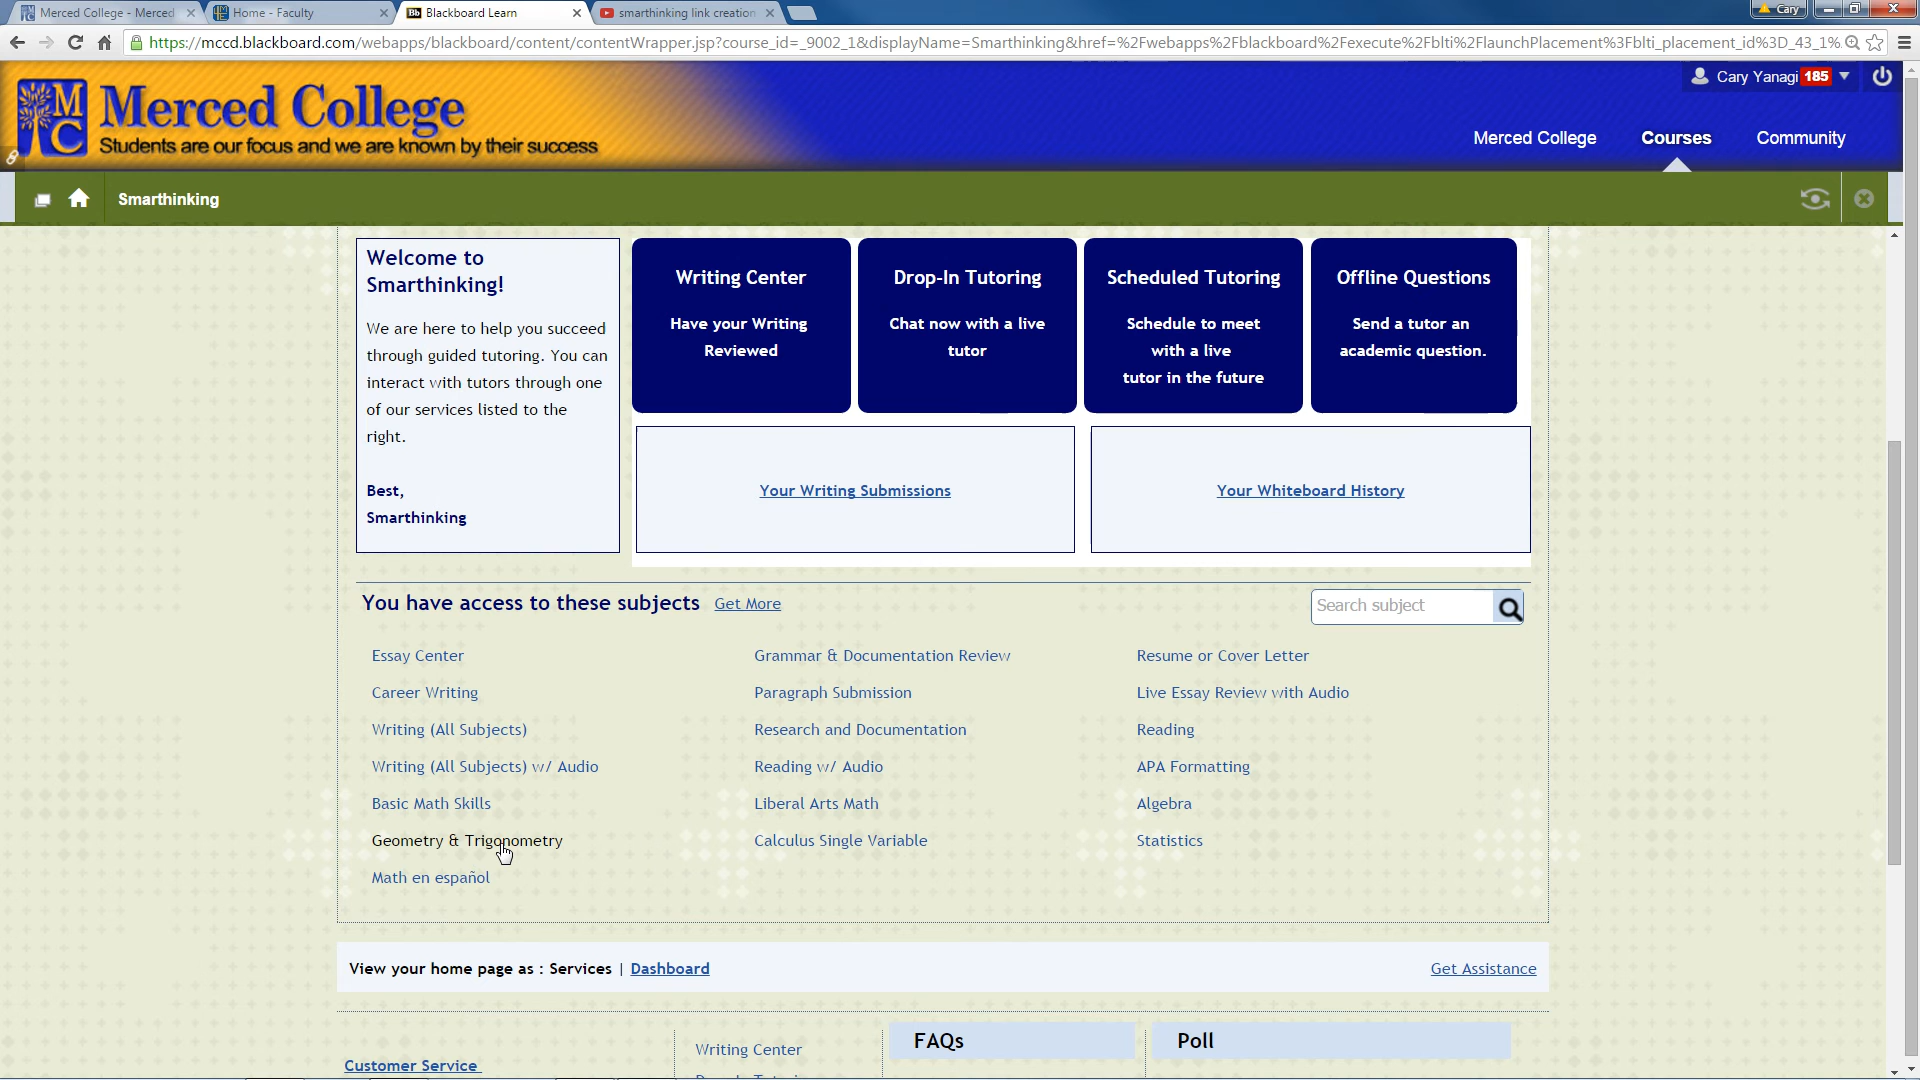 Merced College - Merced
Home - Faculty
Blackboard Learn
smarthinking link creation
Cary
https://mccd.blackboard.com/webapps/blackboard/content/contentWrapper.jsp?course_id=_9002_1&displayName=Smarthinking&href=%2Fwebapps%2Fblackboard%2Fexecute%2Fblti%2FlaunchPlacement%3Fblti_placement_id%3D_43_1%
MC
Merced College
Students are our focus and we are known by their success
Cary Yanagi 185
Merced College
Courses
Community
Smarthinking
Welcome to
Smarthinking!
We are here to help you succeed
through guided tutoring. You can
interact with tutors through one
of our services listed to the
right.
Best,
Smarthinking
Writing Center
Have your Writing
Reviewed
Drop-In Tutoring
Chat now with a live
tutor
Scheduled Tutoring
Schedule to meet
with a live
tutor in the future
Offline Questions
Send a tutor an
academic question.
Your Writing Submissions
Your Whiteboard History
You have access to these subjects Get More
Search subject
Essay Center
Grammar & Documentation Review
Resume or Cover Letter
Career Writing
Paragraph Submission
Live Essay Review with Audio
Writing (All Subjects)
Research and Documentation
Reading
Writing (All Subjects) w/ Audio
Reading w/ Audio
APA Formatting
Basic Math Skills
Liberal Arts Math
Algebra
Geometry & Trigonometry
Calculus Single Variable
Statistics
Math en español
View your home page as : Services | Dashboard
Get Assistance
Customer Service
Writing Center
FAQs
Poll